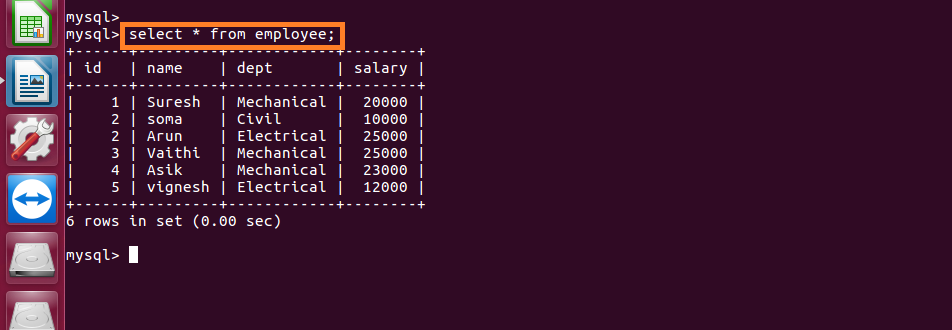 mysql>
mysql> select * from employee;
+------+---------+------------+--------+
| id   | name    | dept       | salary |
+------+---------+------------+--------+
|    1 | Suresh  | Mechanical |  20000 |
|    2 | soma    | Civil      |  10000 |
|    2 | Arun    | Electrical |  25000 |
|    3 | Vaithi  | Mechanical |  25000 |
|    4 | Asik    | Mechanical |  23000 |
|    5 | vignesh | Electrical |  12000 |
+------+---------+------------+--------+
6 rows in set (0.00 sec)
mysql>